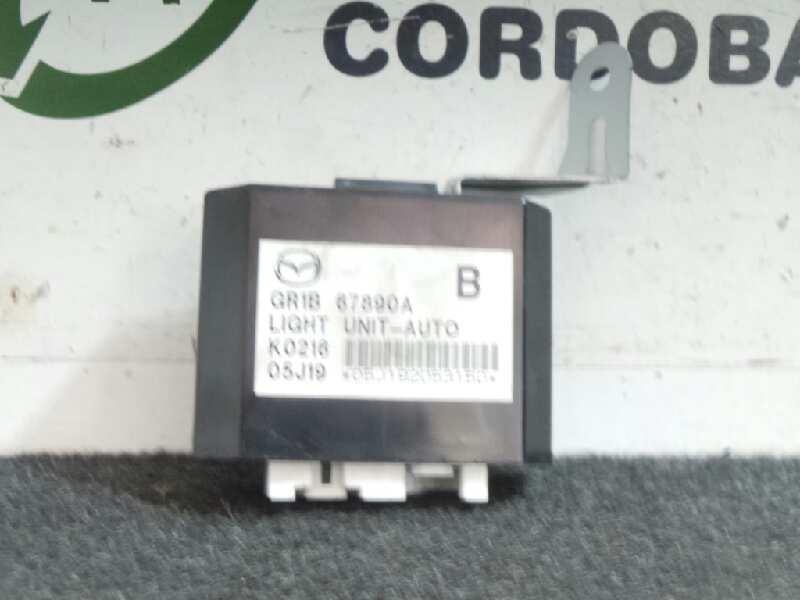 CORDOBA
B
GR1B 67890A
LIGHT UNIT-AUTO
K0216
05J19